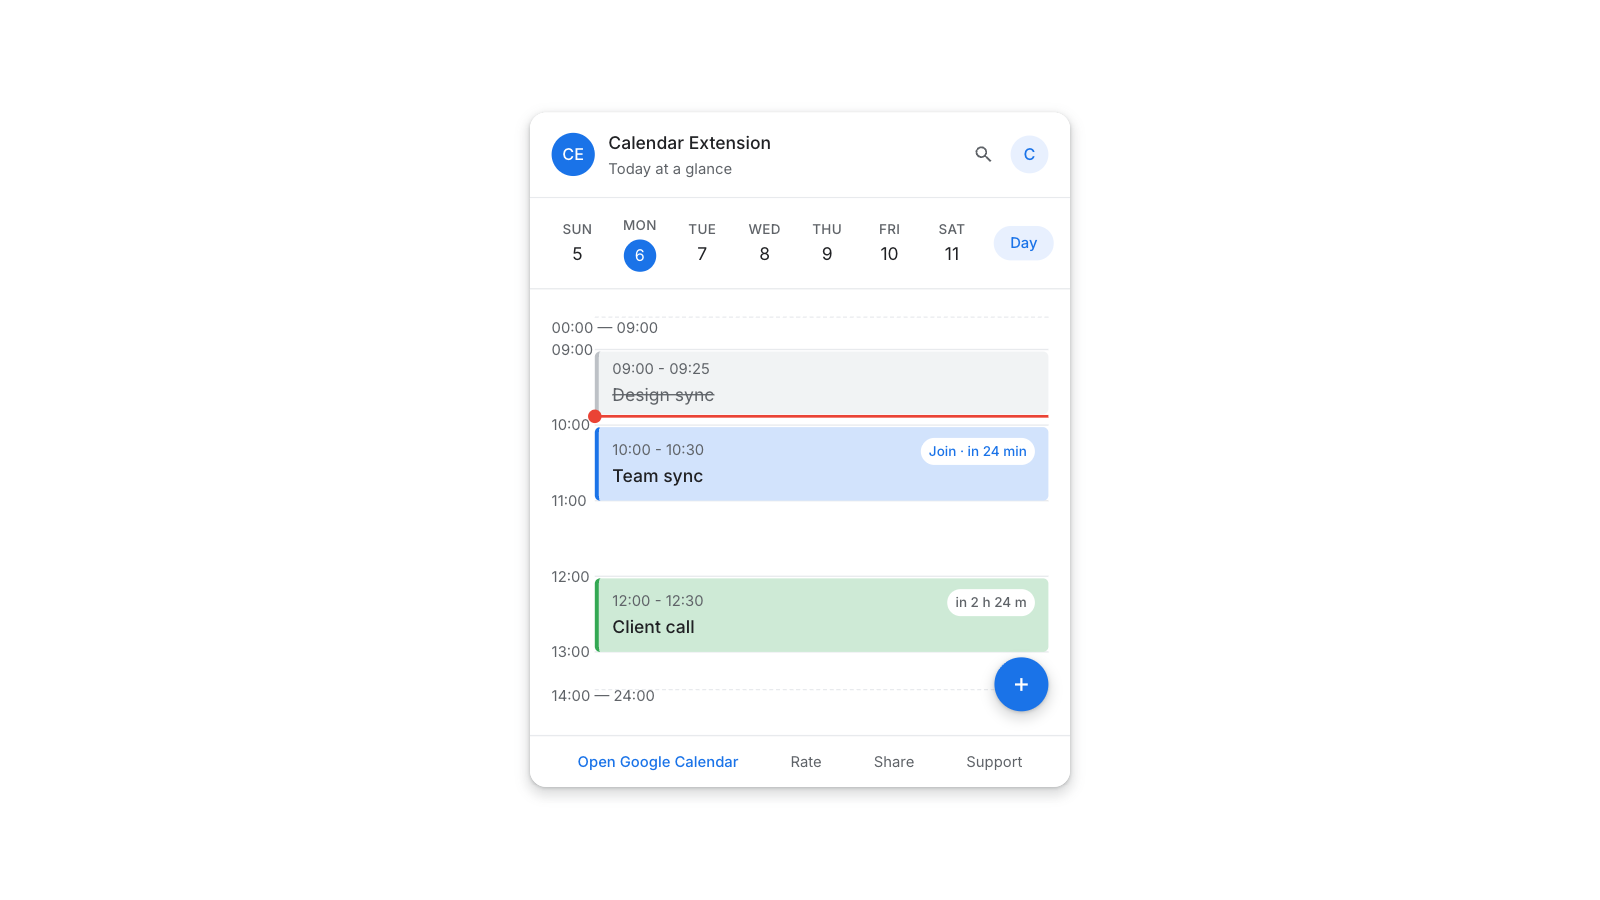 CE
Calendar Extension
Today at a glance
C
SUN MON TUE WED THU FRI SAT
5 6 7 8 9 10 11
Day
00:00 — 09:00
09:00
09:00 - 09:25
Design sync
10:00
10:00 - 10:30
Join · in 24 min
Team sync
11:00
12:00
12:00 - 12:30
in 2 h 24 m
Client call
13:00
14:00 — 24:00
+
Open Google Calendar Rate Share Support